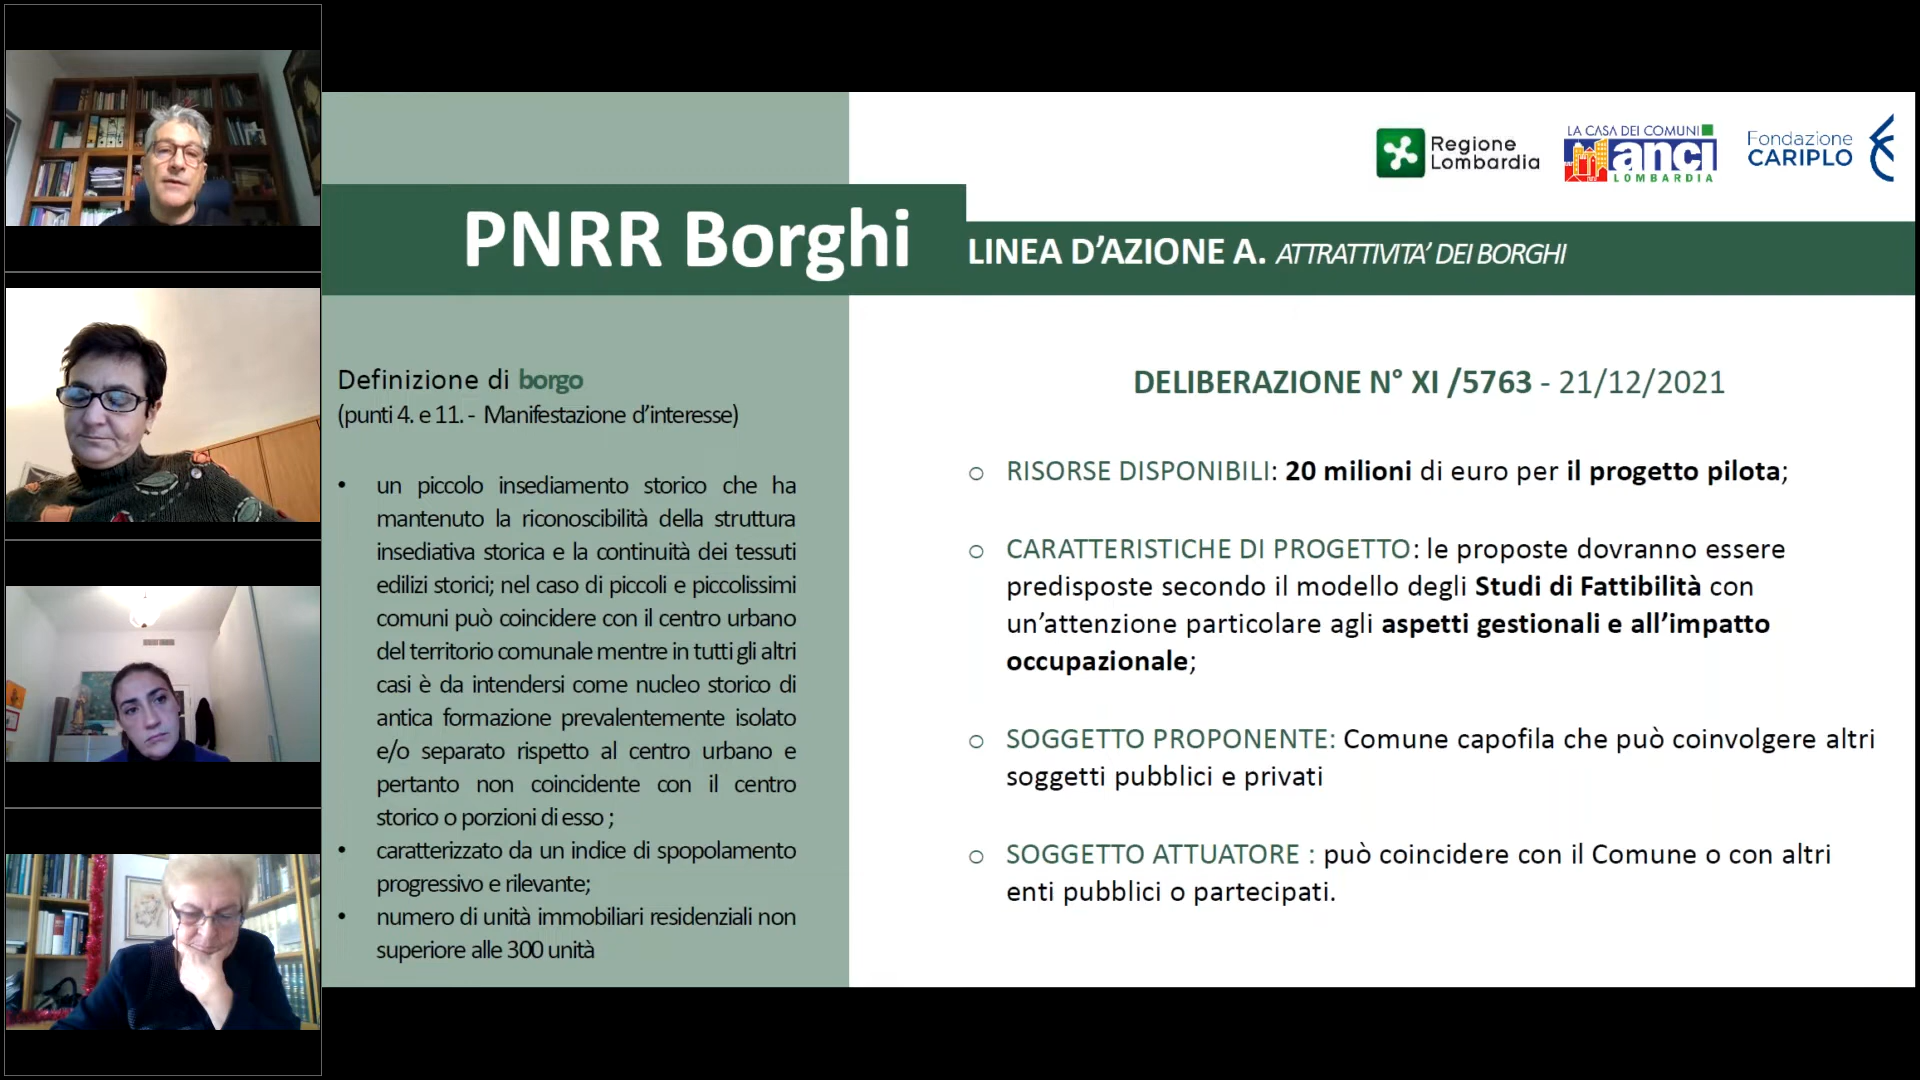 Regione
Lombardia
LA CASA DEI COMUNI
anci
LOMBARDIA
Fondazione
CARIPLO
PNRR Borghi
LINEA D’AZIONE A. ATTRATTIVITA’ DEI BORGHI
Definizione di borgo
(punti 4. e 11. - Manifestazione d’interesse)
• un piccolo insediamento storico che ha
mantenuto la riconoscibilità della struttura
insediativa storica e la continuità dei tessuti
edilizi storici; nel caso di piccoli e piccolissimi
comuni può coincidere con il centro urbano
del territorio comunale mentre in tutti gli altri
casi è da intendersi come nucleo storico di
antica formazione prevalentemente isolato
e/o separato rispetto al centro urbano e
pertanto non coincidente con il centro
storico o porzioni di esso ;
• caratterizzato da un indice di spopolamento
progressivo e rilevante;
• numero di unità immobiliari residenziali non
superiore alle 300 unità
DELIBERAZIONE N° XI /5763 - 21/12/2021
o RISORSE DISPONIBILI: 20 milioni di euro per il progetto pilota;
o CARATTERISTICHE DI PROGETTO: le proposte dovranno essere
predisposte secondo il modello degli Studi di Fattibilità con
un’attenzione particolare agli aspetti gestionali e all’impatto
occupazionale;
o SOGGETTO PROPONENTE: Comune capofila che può coinvolgere altri
soggetti pubblici e privati
o SOGGETTO ATTUATORE : può coincidere con il Comune o con altri
enti pubblici o partecipati.